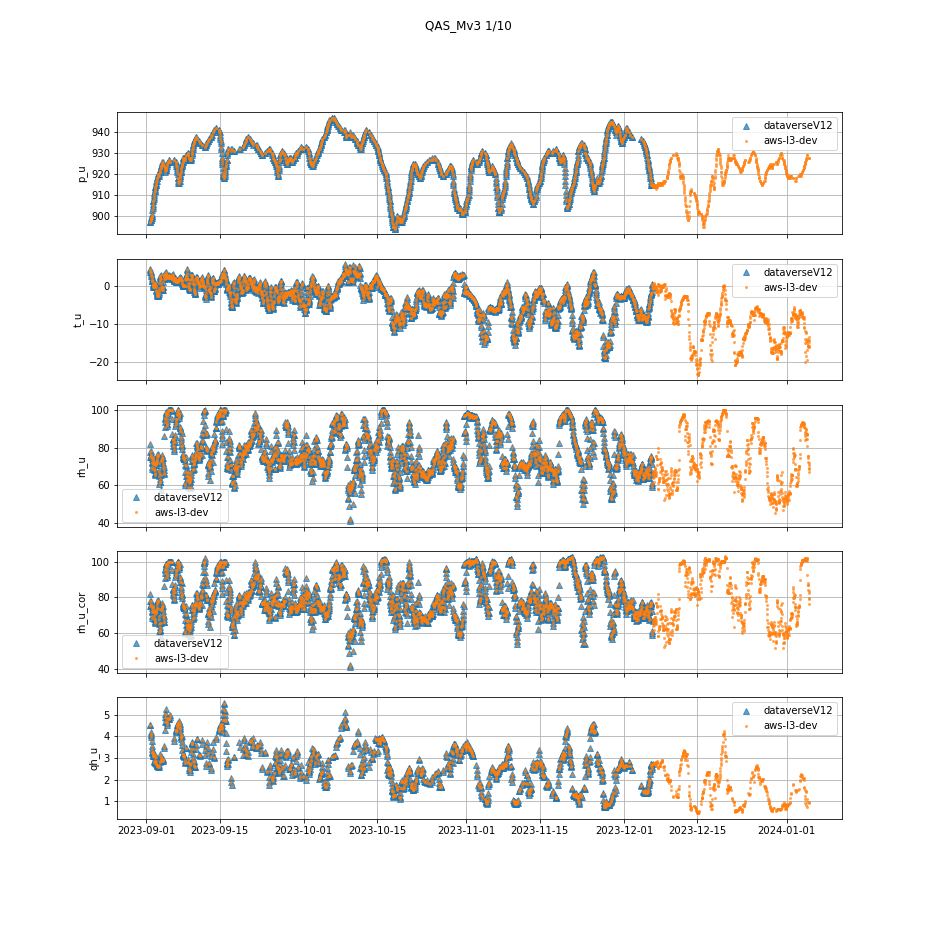 QAS_Mv3 1/10
940
930
920
910
900
p_u
dataverseV12
aws-l3-dev
0
−10
−20
t_u
dataverseV12
aws-l3-dev
100
80
60
40
rh_u
dataverseV12
aws-l3-dev
100
80
60
40
rh_u_cor
dataverseV12
aws-l3-dev
5
4
3
2
1
qh_u
dataverseV12
aws-l3-dev
2023-09-01 2023-09-15 2023-10-01 2023-10-15 2023-11-01 2023-11-15 2023-12-01 2023-12-15 2024-01-01